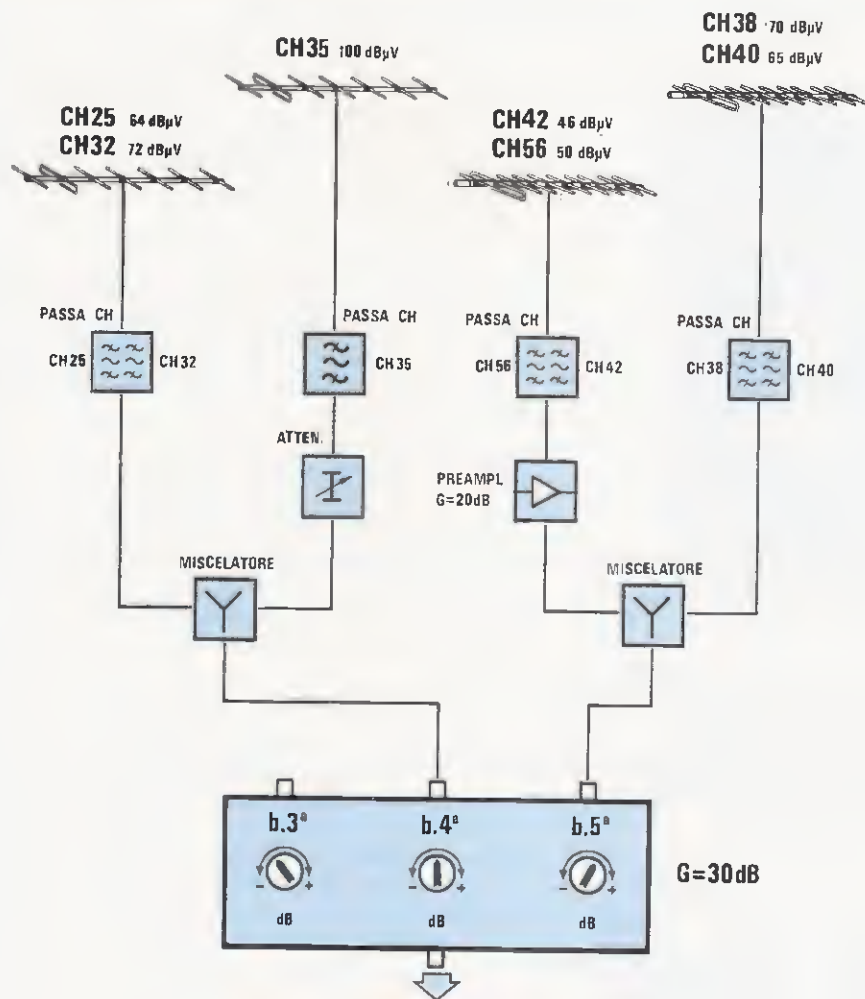 CH35 100 dBµV
CH38 70 dBµV
CH40 65 dBµV
CH25 64 dBµV
CH32 72 dBµV
CH42 46 dBµV
CH56 50 dBµV
PASSA CH
CH25
CH32
PASSA CH
CH35
PASSA CH
CH56
CH42
PASSA CH
CH38
CH40
ATTEN.
PREAMPL
G=20dB
MISCELATORE
MISCELATORE
b.3ª
b.4ª
b.5ª
- +
- +
- +
dB
dB
dB
G=30dB